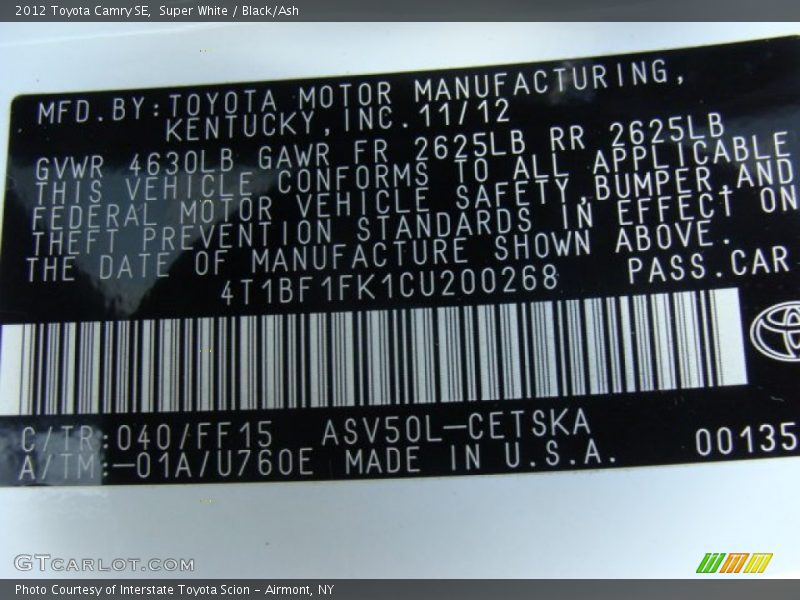 2012 Toyota Camry SE,  Super White / Black/Ash
MFD.BY:TOYOTA MOTOR MANUFACTURING,
KENTUCKY,INC.11/12
GVWR 4630LB GAWR FR 2625LB RR 2625LB
THIS VEHICLE CONFORMS TO ALL APPLICABLE
FEDERAL MOTOR VEHICLE SAFETY,BUMPER,AND
THEFT PREVENTION STANDARDS IN EFFECT ON
THE DATE OF MANUFACTURE SHOWN ABOVE.
4T1BF1FK1CU200268 PASS.CAR
C/TR:040/FF15 ASV50L-CETSKA
A/TM:-01A/U760E MADE IN U.S.A. 00135
GTCARLOT.COM
Photo Courtesy of Interstate Toyota Scion - Airmont, NY